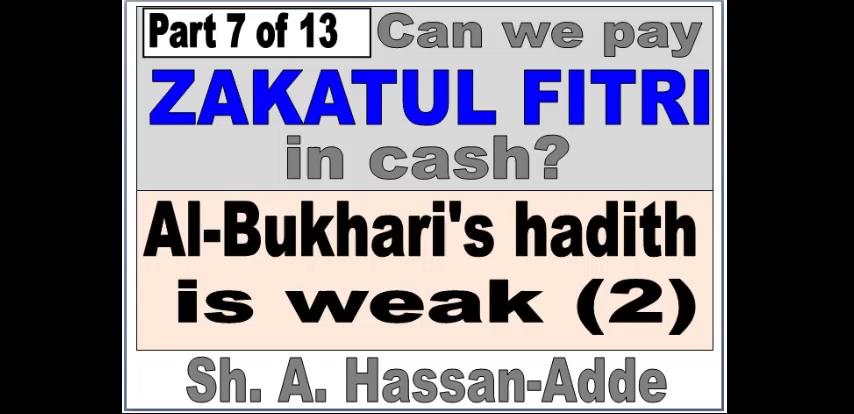 Part 7 of 13 Can we pay
ZAKATUL FITRI
in cash?
Al-Bukhari's hadith
is weak (2)
Sh. A. Hassan-Adde